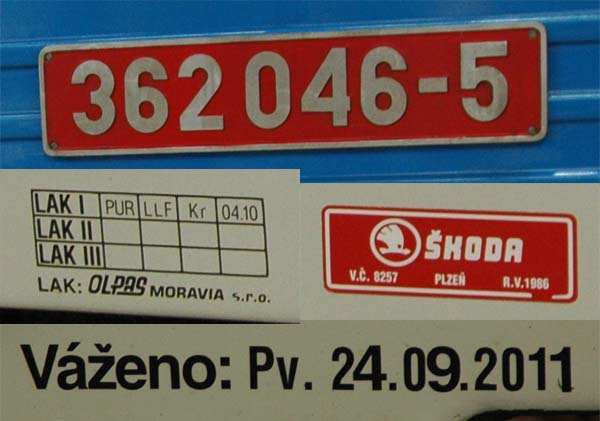 362 046-5
LAK I PUR LLF Kr 04.10
LAK II
LAK III
LAK: OLPAS MORAVIA s.r.o.
ŠKODA
V.Č. 8257 PLZEŇ R.V.1986
Váženo: Pv. 24.09.2011